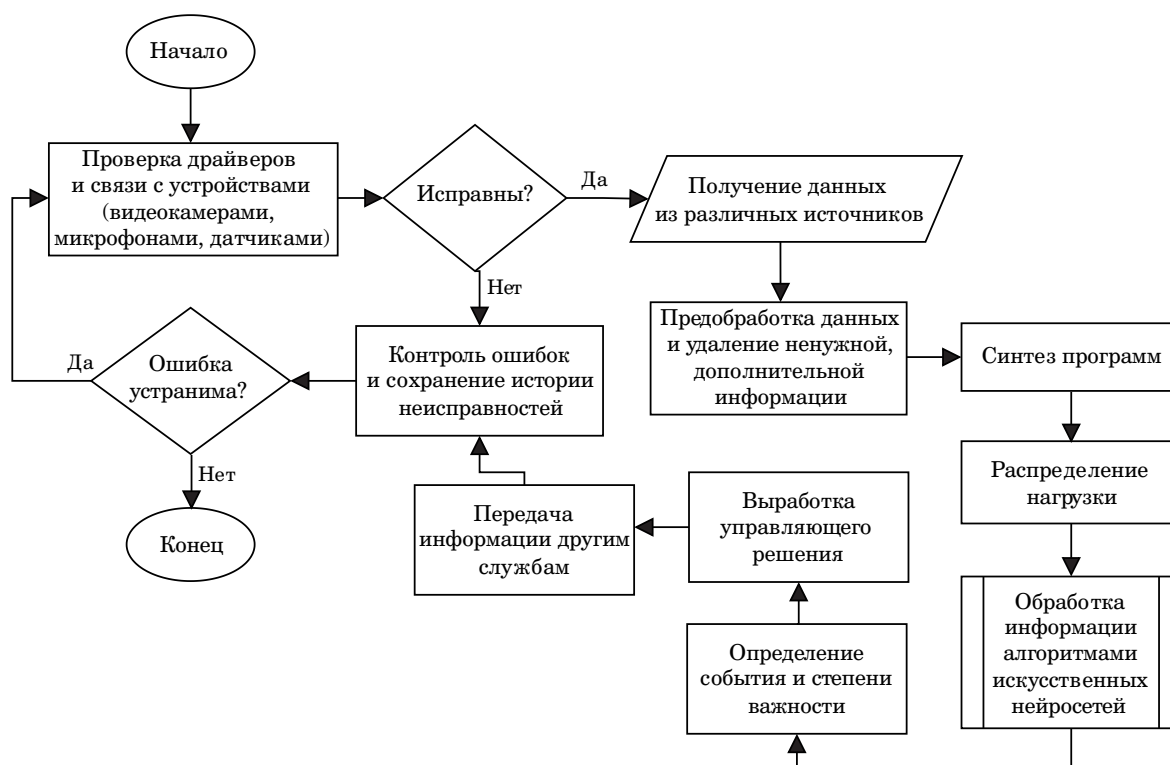 Начало
Проверка драйверов
и связи с устройствами
(видеокамерами,
микрофонами, датчиками)
Исправны?
Да
Получение данных
из различных источников
Нет
Предобработка данных
и удаление ненужной,
дополнительной
информации
Синтез программ
Контроль ошибок
и сохранение истории
неисправностей
Да
Ошибка
устранима?
Нет
Конец
Распределение
нагрузки
Передача
информации другим
службам
Выработка
управляющего
решения
Обработка
информации
алгоритмами
искусственных
нейросетей
Определение
события и степени
важности